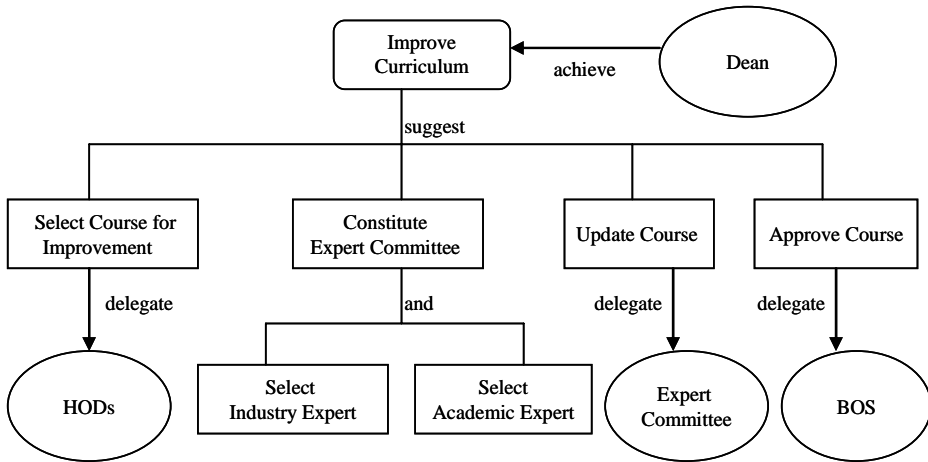 Improve
Curriculum
achieve
Dean
suggest
Select Course for
Improvement
Constitute
Expert Committee
Update Course
Approve Course
delegate
and
delegate
delegate
HODs
Select
Industry Expert
Select
Academic Expert
Expert
Committee
BOS